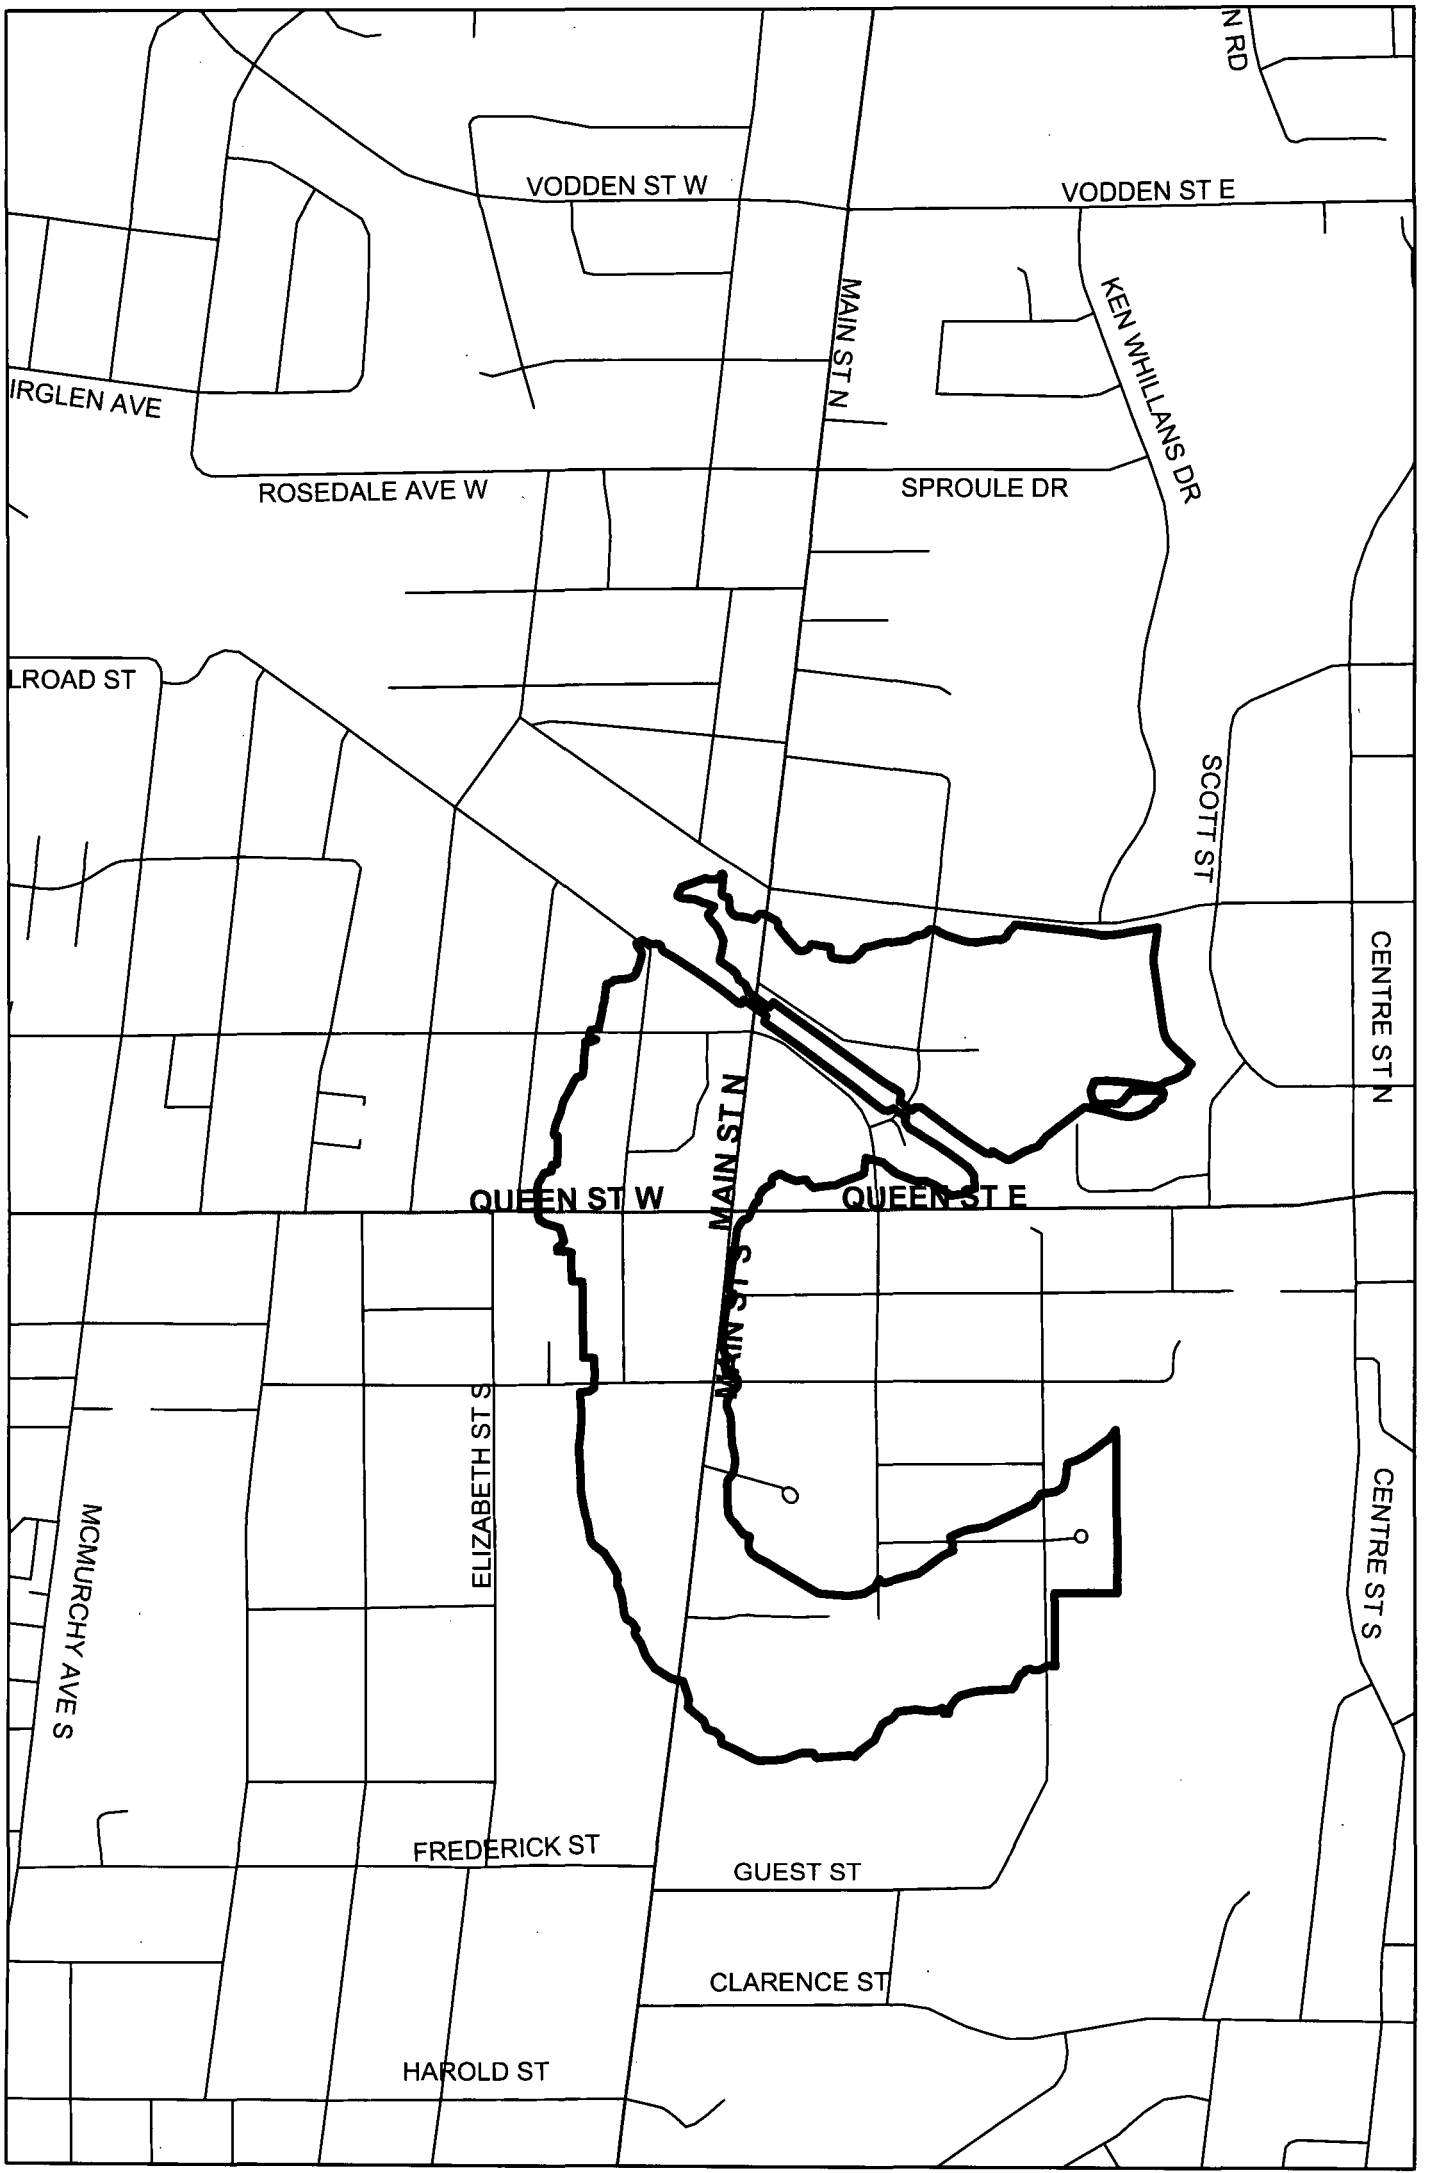 N RD
VODDEN ST W
VODDEN ST E
MAIN ST N
KEN WHILLANS DR
IRGLEN AVE
ROSEDALE AVE W
SPROULE DR
LROAD ST
SCOTT ST
CENTRE ST N
MAIN ST N
QUEEN ST W
QUEEN ST E
MAIN ST S
ELIZABETH ST S
CENTRE ST S
MCMURCHY AVE S
FREDERICK ST
GUEST ST
CLARENCE ST
HAROLD ST